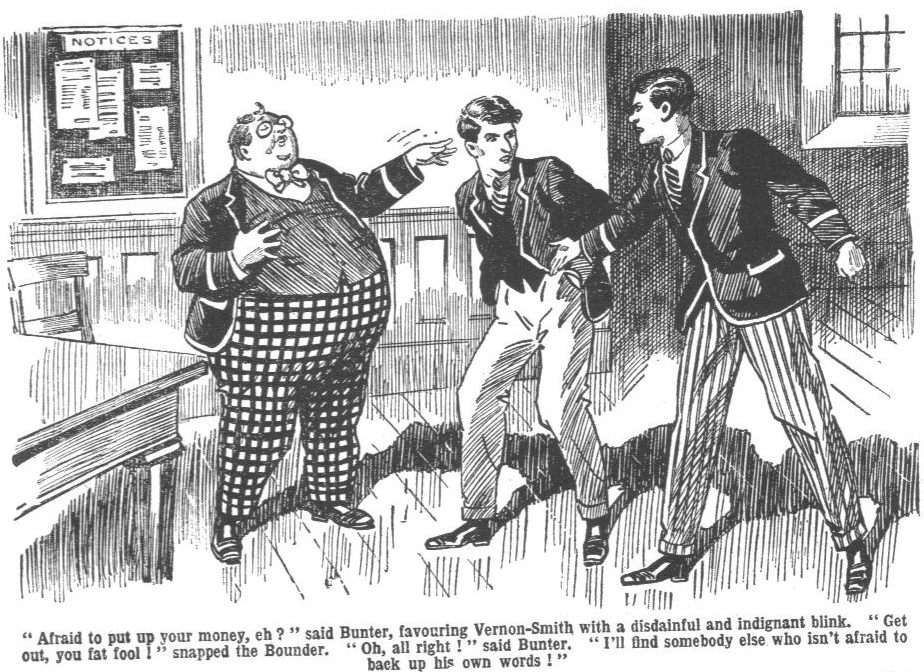 NOTICES
"Afraid to put up your money, eh?" said Bunter, favouring Vernon-Smith with a disdainful and indignant blink. "Get
out, you fat fool!" snapped the Bounder. "Oh, all right!" said Bunter. "I'll find somebody else who isn't afraid to
back up his own words!"